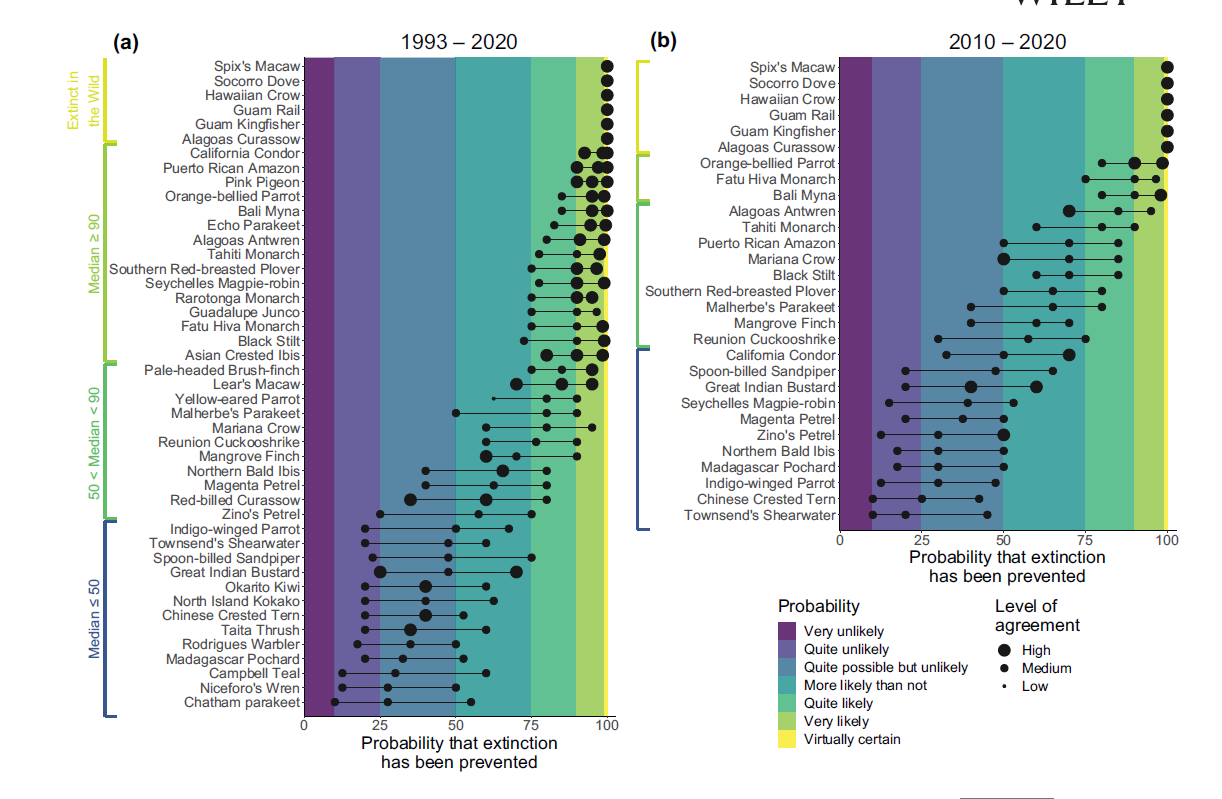 (a)
1993 – 2020
Extinct in
the Wild
Median ≥ 90
50 < Median < 90
Median ≤ 50
Spix's Macaw
Socorro Dove
Hawaiian Crow
Guam Rail
Guam Kingfisher
Alagoas Curassow
California Condor
Puerto Rican Amazon
Pink Pigeon
Orange-bellied Parrot
Bali Myna
Echo Parakeet
Alagoas Antwren
Tahiti Monarch
Southern Red-breasted Plover
Seychelles Magpie-robin
Rarotonga Monarch
Guadalupe Junco
Fatu Hiva Monarch
Black Stilt
Asian Crested Ibis
Pale-headed Brush-finch
Lear's Macaw
Yellow-eared Parrot
Malherbe's Parakeet
Mariana Crow
Reunion Cuckooshrike
Mangrove Finch
Northern Bald Ibis
Magenta Petrel
Red-billed Curassow
Zino's Petrel
Indigo-winged Parrot
Townsend's Shearwater
Spoon-billed Sandpiper
Great Indian Bustard
Okarito Kiwi
North Island Kokako
Chinese Crested Tern
Taita Thrush
Rodrigues Warbler
Madagascar Pochard
Campbell Teal
Niceforo's Wren
Chatham parakeet
0 25 50 75 100
Probability that extinction
has been prevented
(b)
2010 – 2020
Spix's Macaw
Socorro Dove
Hawaiian Crow
Guam Rail
Guam Kingfisher
Alagoas Curassow
Orange-bellied Parrot
Fatu Hiva Monarch
Bali Myna
Alagoas Antwren
Tahiti Monarch
Puerto Rican Amazon
Mariana Crow
Black Stilt
Southern Red-breasted Plover
Malherbe's Parakeet
Mangrove Finch
Reunion Cuckooshrike
California Condor
Spoon-billed Sandpiper
Great Indian Bustard
Seychelles Magpie-robin
Magenta Petrel
Zino's Petrel
Northern Bald Ibis
Madagascar Pochard
Indigo-winged Parrot
Chinese Crested Tern
Townsend's Shearwater
0 25 50 75 100
Probability that extinction
has been prevented
Probability
Very unlikely
Quite unlikely
Quite possible but unlikely
More likely than not
Quite likely
Very likely
Virtually certain
Level of
agreement
High
Medium
Low